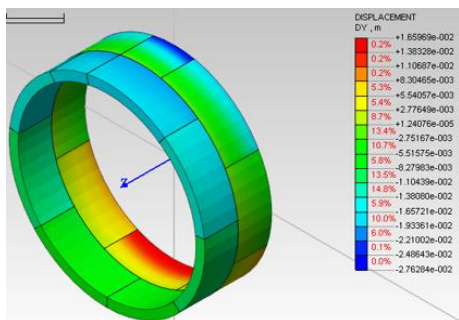 DISPLACEMENT
DY , m
+1.65969e-002
0.2%
+1.38328e-002
0.2%
+1.10687e-002
0.2%
+8.30465e-003
5.3%
+5.54057e-003
5.4%
+2.77649e-003
8.7%
+1.24076e-005
13.4%
-2.75167e-003
10.7%
-5.51575e-003
5.8%
-8.27983e-003
13.5%
-1.10439e-002
14.8%
-1.38080e-002
5.9%
-1.65721e-002
10.0%
-1.93361e-002
6.0%
-2.21002e-002
0.1%
-2.48643e-002
0.0%
-2.76284e-002
Z